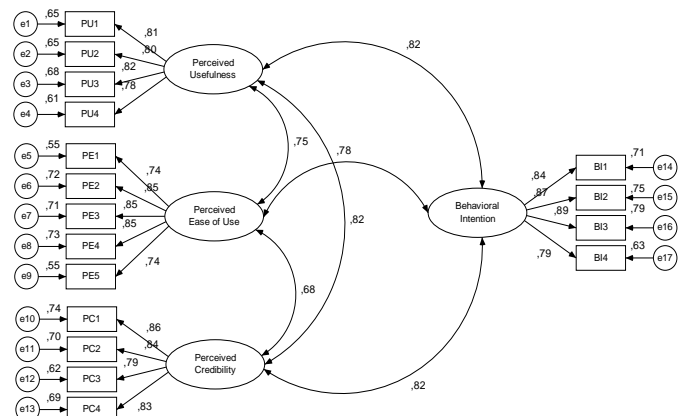 e1 ,65 PU1 ,81
e2 ,65 PU2 ,80
e3 ,68 PU3 ,82
e4 ,61 PU4 ,78
Perceived
Usefulness
,82
,75
,78
,82
e5 ,55 PE1 ,74
e6 ,72 PE2 ,85
e7 ,71 PE3 ,85
e8 ,73 PE4 ,85
e9 ,55 PE5 ,74
Perceived
Ease of Use
,68
Behavioral
Intention
,84 BI1 ,71 e14
,87 BI2 ,75 e15
,89 BI3 ,79 e16
,79 BI4 ,63 e17
e10 ,74 PC1 ,86
e11 ,70 PC2 ,84
e12 ,62 PC3 ,79
e13 ,69 PC4 ,83
Perceived
Credibility
,82